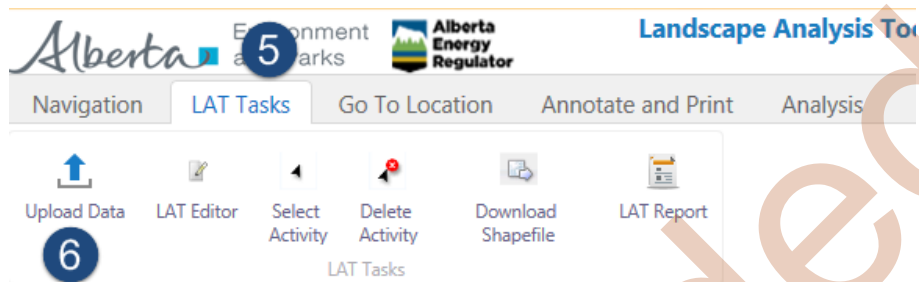 Alberta Environment and Parks Alberta Energy Regulator Landscape Analysis Too
5
Navigation LAT Tasks Go To Location Annotate and Print Analysis
Upload Data LAT Editor Select Activity Delete Activity Download Shapefile LAT Report
6
LAT Tasks